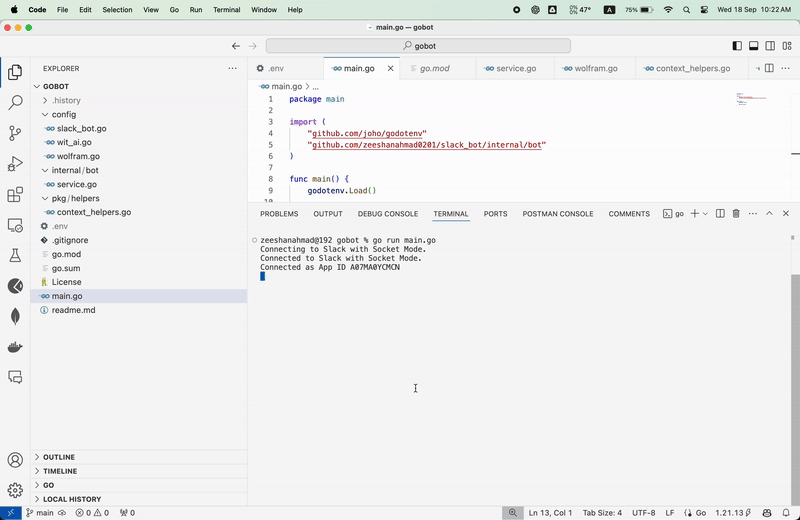 Code File Edit Selection View Go Run Terminal Window Help 47° A 75% Wed 18 Sep 10:22 AM
main.go — gobot
gobot
EXPLORER
.env main.go go.mod service.go wolfram.go context_helpers.go
GOBOT
.history
config
slack_bot.go
wit_ai.go
wolfram.go
internal / bot
service.go
pkg / helpers
context_helpers.go
.env
.gitignore
go.mod
go.sum
License
main.go
readme.md
OUTLINE
TIMELINE
GO
LOCAL HISTORY
main.go > ...
1 package main
2
3 import (
4 "github.com/joho/godotenv"
5 "github.com/zeeshanahmad0201/slack_bot/internal/bot"
6 )
7
8 func main() {
9 godotenv.Load()
PROBLEMS OUTPUT DEBUG CONSOLE TERMINAL PORTS POSTMAN CONSOLE COMMENTS go
zeeshanahmad@192 gobot % go run main.go
Connecting to Slack with Socket Mode.
Connected to Slack with Socket Mode.
Connected as App ID A07MA0YCMCN
main 0 0 0 Ln 13, Col 1 Tab Size: 4 UTF-8 LF Go 1.21.13